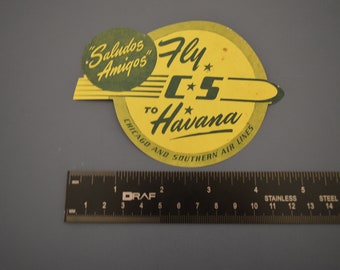 "Saludos
Amigos"
Fly
C★S
TO
Havana
CHICAGO AND SOUTHERN AIR LINES
1 2 3 4 5
DRAF STAINLESS STEEL
1 2 3 4 5 6 7 8 9 10 11 12 13 14